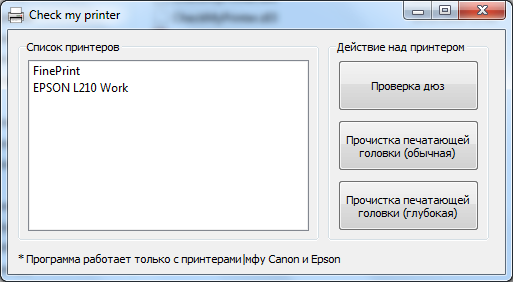 Check my printer
Список принтеров
Действие над принтером
FinePrint
EPSON L210 Work
Проверка дюз
Прочистка печатающей
головки (обычная)
Прочистка печатающей
головки (глубокая)
* Программа работает только с принтерами|мфу Canon и Epson